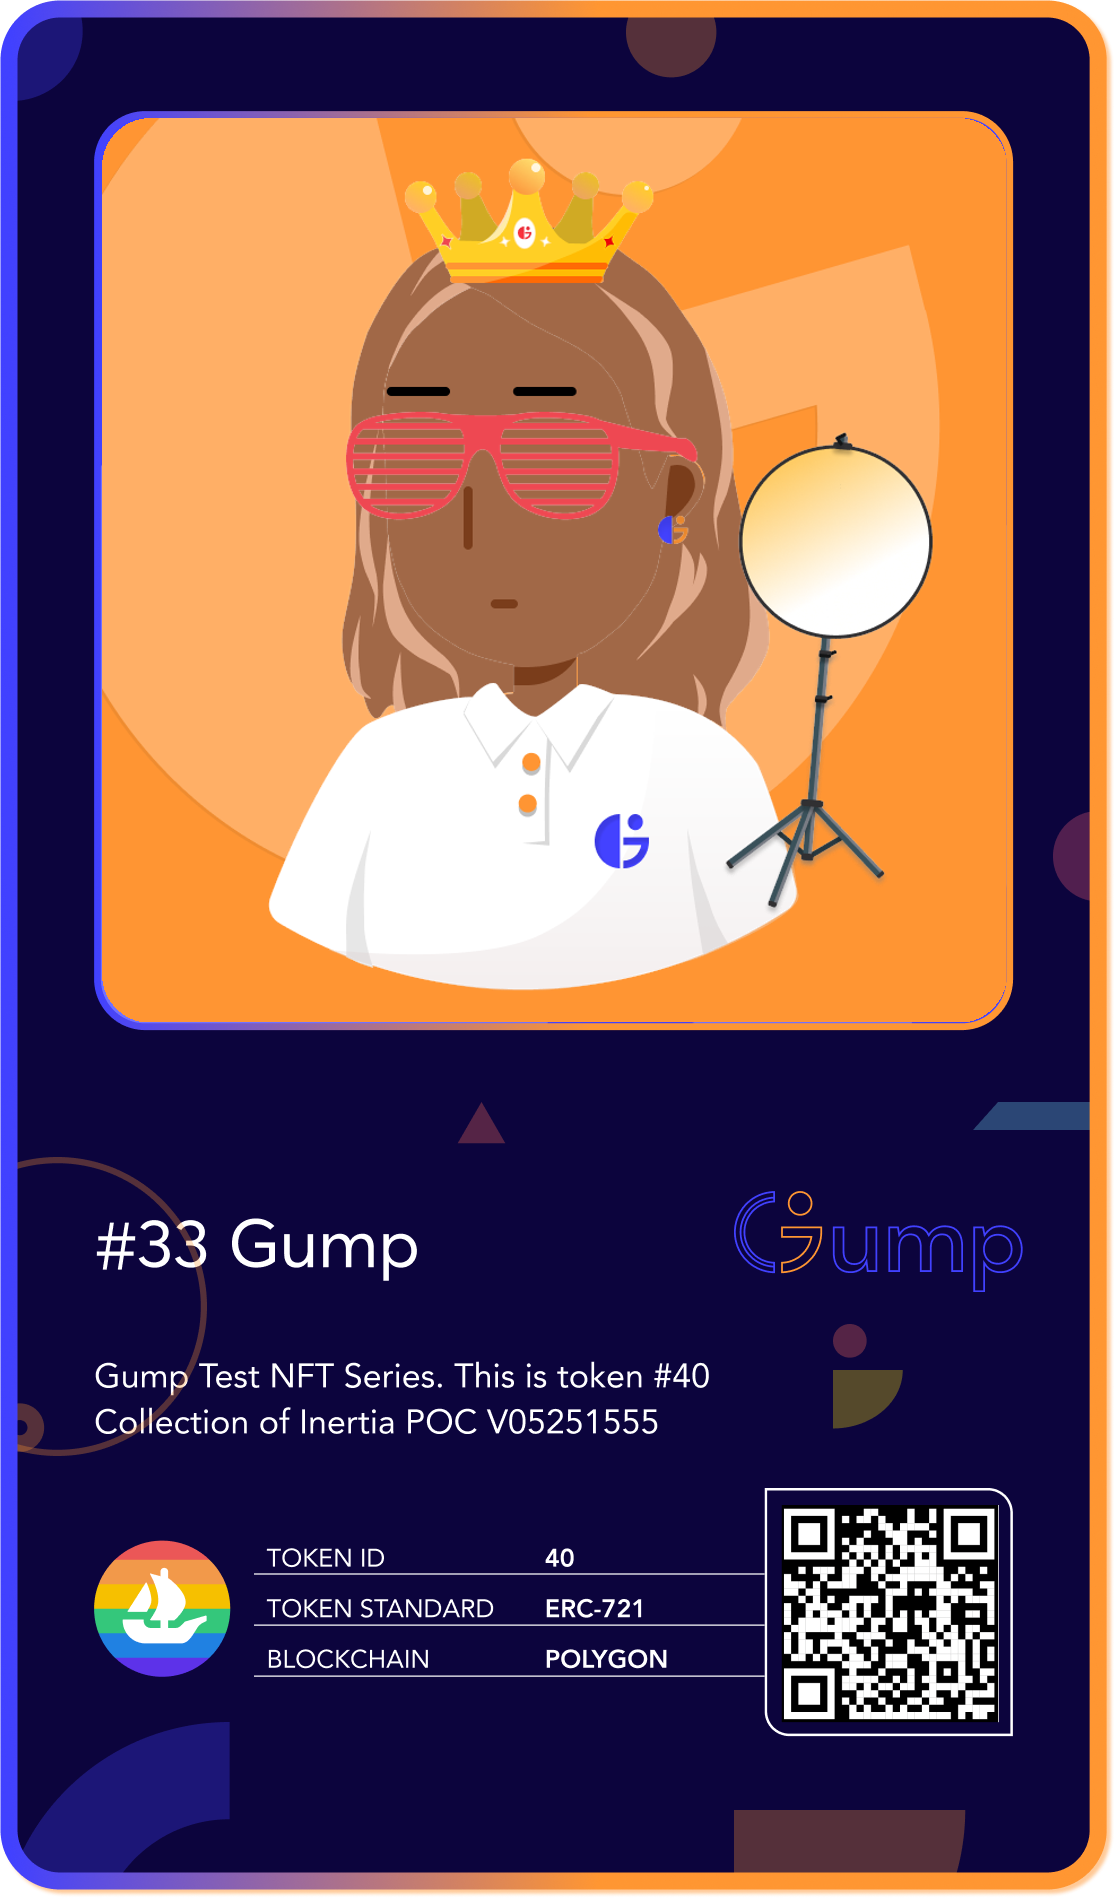 #33 Gump
Gump
Gump Test NFT Series. This is token #40
Collection of Inertia POC V05251555
TOKEN ID 40
TOKEN STANDARD ERC-721
BLOCKCHAIN POLYGON